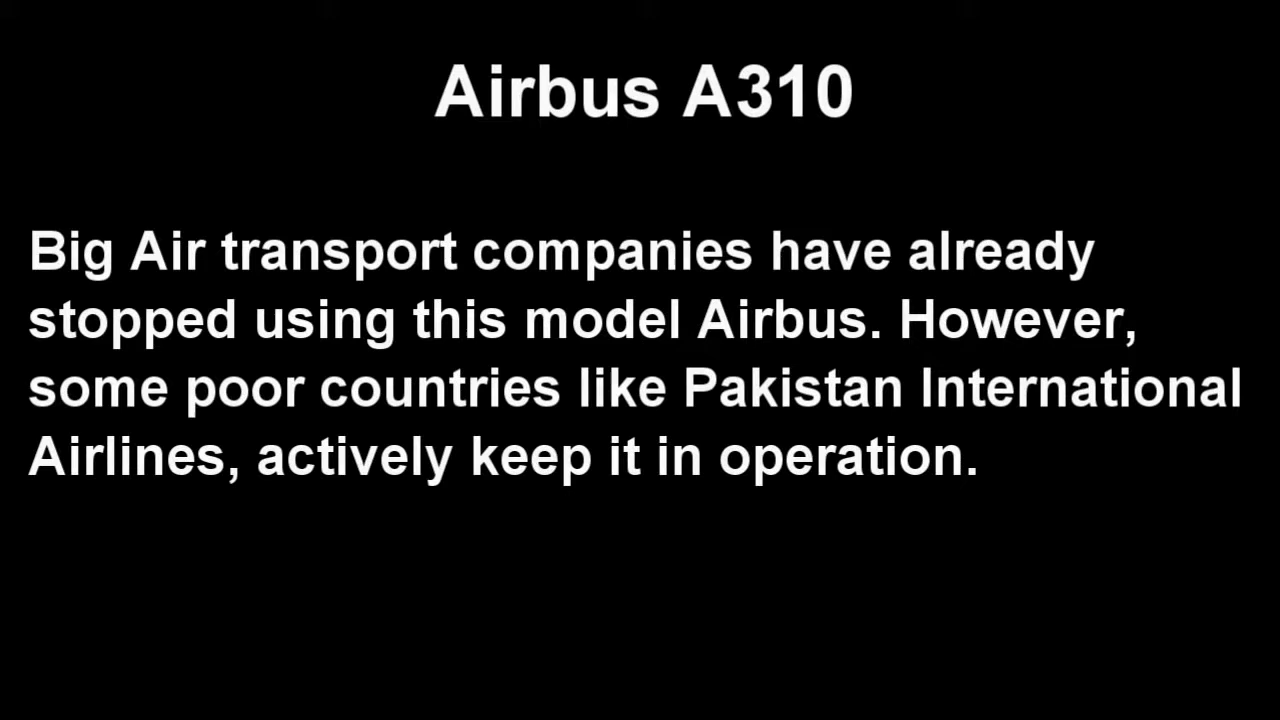 Airbus A310
Big Air transport companies have already
stopped using this model Airbus. However,
some poor countries like Pakistan International
Airlines, actively keep it in operation.